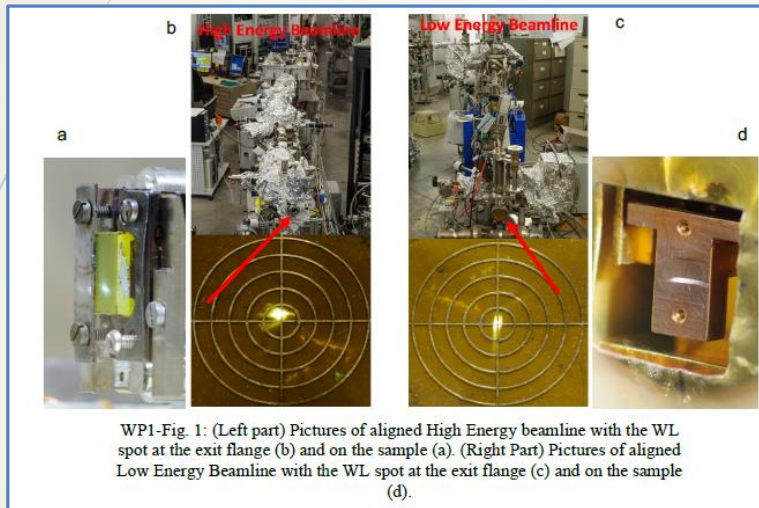 b
High Energy Beamline
Low Energy Beamline
c
a
d
WP1-Fig. 1: (Left part) Pictures of aligned High Energy beamline with the WL
spot at the exit flange (b) and on the sample (a). (Right Part) Pictures of aligned
Low Energy Beamline with the WL spot at the exit flange (c) and on the sample
(d).